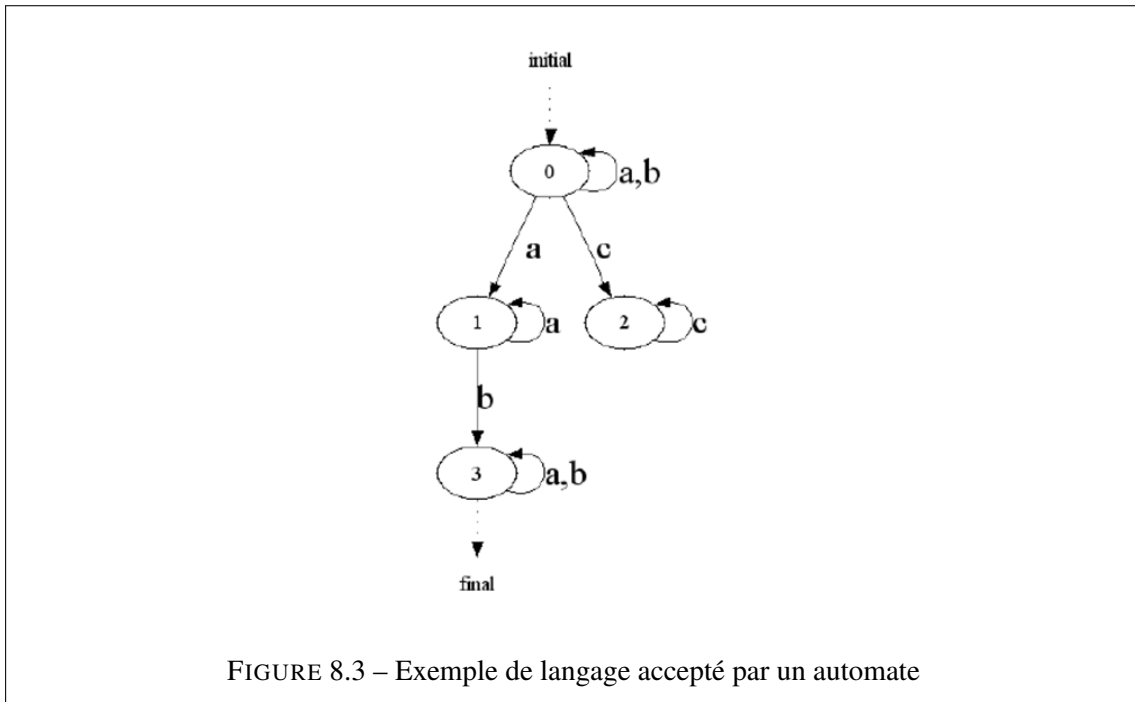 initial
0
a,b
a
c
1
a
2
c
b
3
a,b
final
FIGURE 8.3 – Exemple de langage accepté par un automate